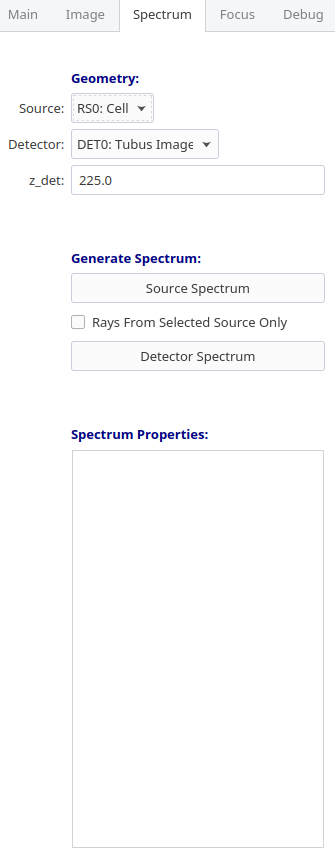 Main Image Spectrum Focus Debug
Geometry:
Source: RS0: Cell
Detector: DET0: Tubus Image
z_det: 225.0
Generate Spectrum:
Source Spectrum
Rays From Selected Source Only
Detector Spectrum
Spectrum Properties: